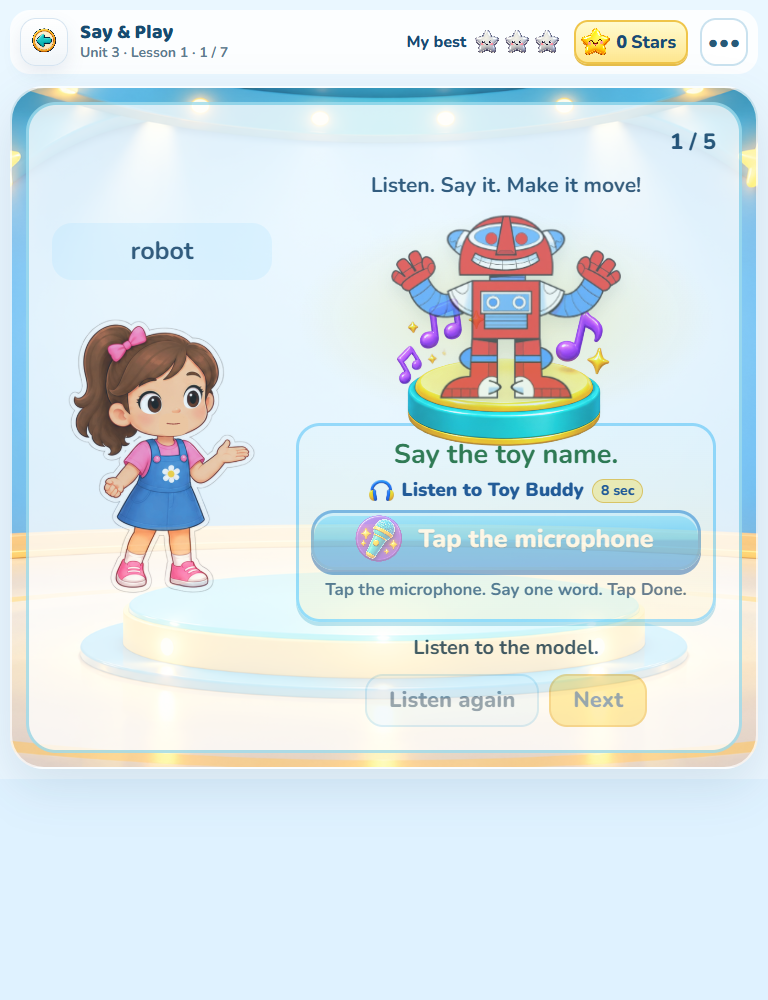 Say & Play
Unit 3 · Lesson 1 · 1 / 7
My best
0 Stars
1 / 5
Listen. Say it. Make it move!
robot
Say the toy name.
Listen to Toy Buddy
8 sec
Tap the microphone
Tap the microphone. Say one word. Tap Done.
Listen to the model.
Listen again
Next